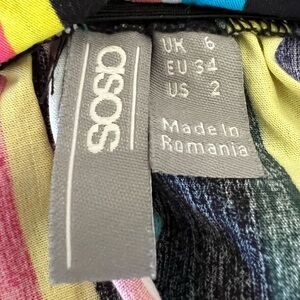 asos
UK 6
EU 34
US 2
Made In
Romania